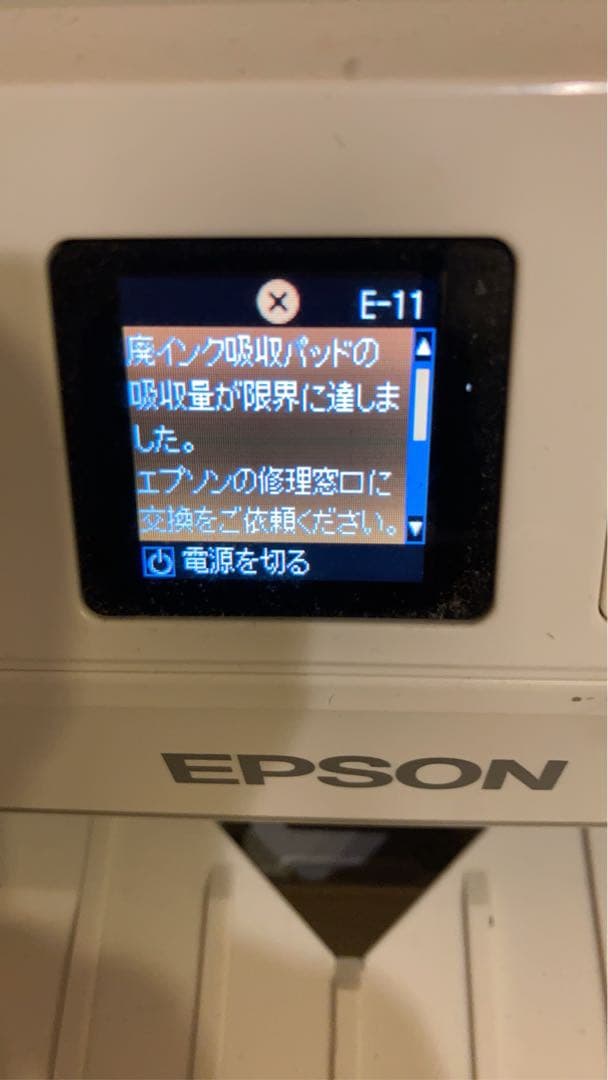 E-11
廃インク吸収パッドの
吸収量が限界に達しま
した。
エプソンの修理窓口に
交換をご依頼ください。
電源を切る
EPSON